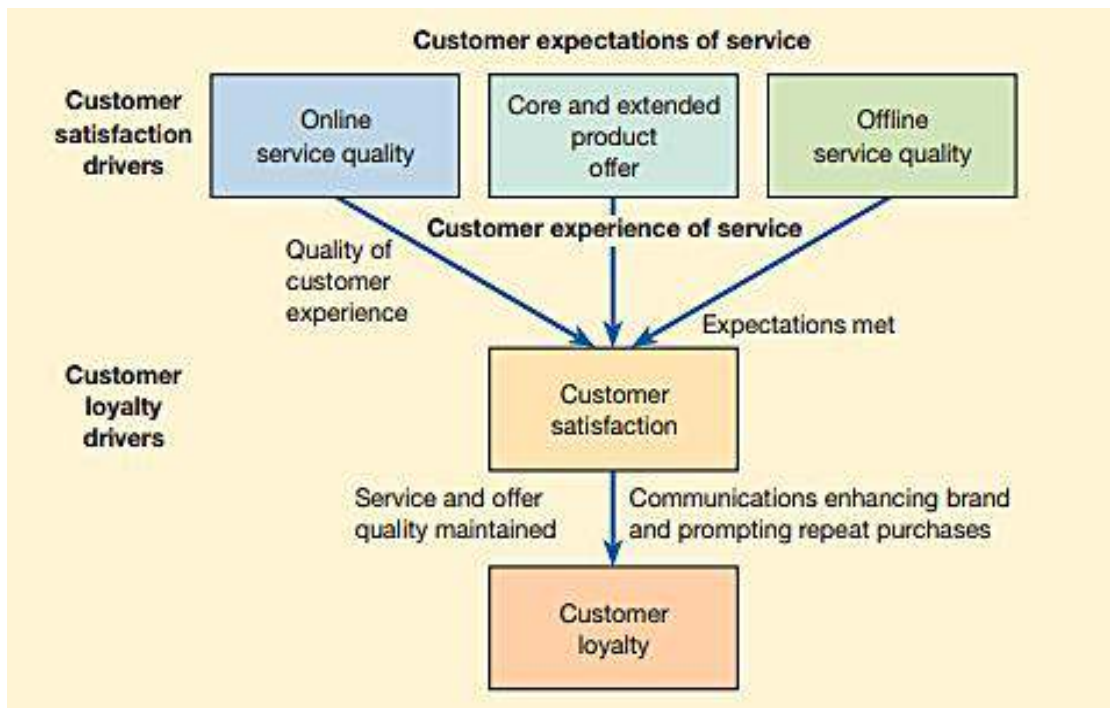 Customer expectations of service
Customer
satisfaction
drivers
Online
service quality
Core and extended
product
offer
Offline
service quality
Customer experience of service
Quality of
customer
experience
Expectations met
Customer
loyalty
drivers
Customer
satisfaction
Service and offer
quality maintained
Communications enhancing brand
and prompting repeat purchases
Customer
loyalty